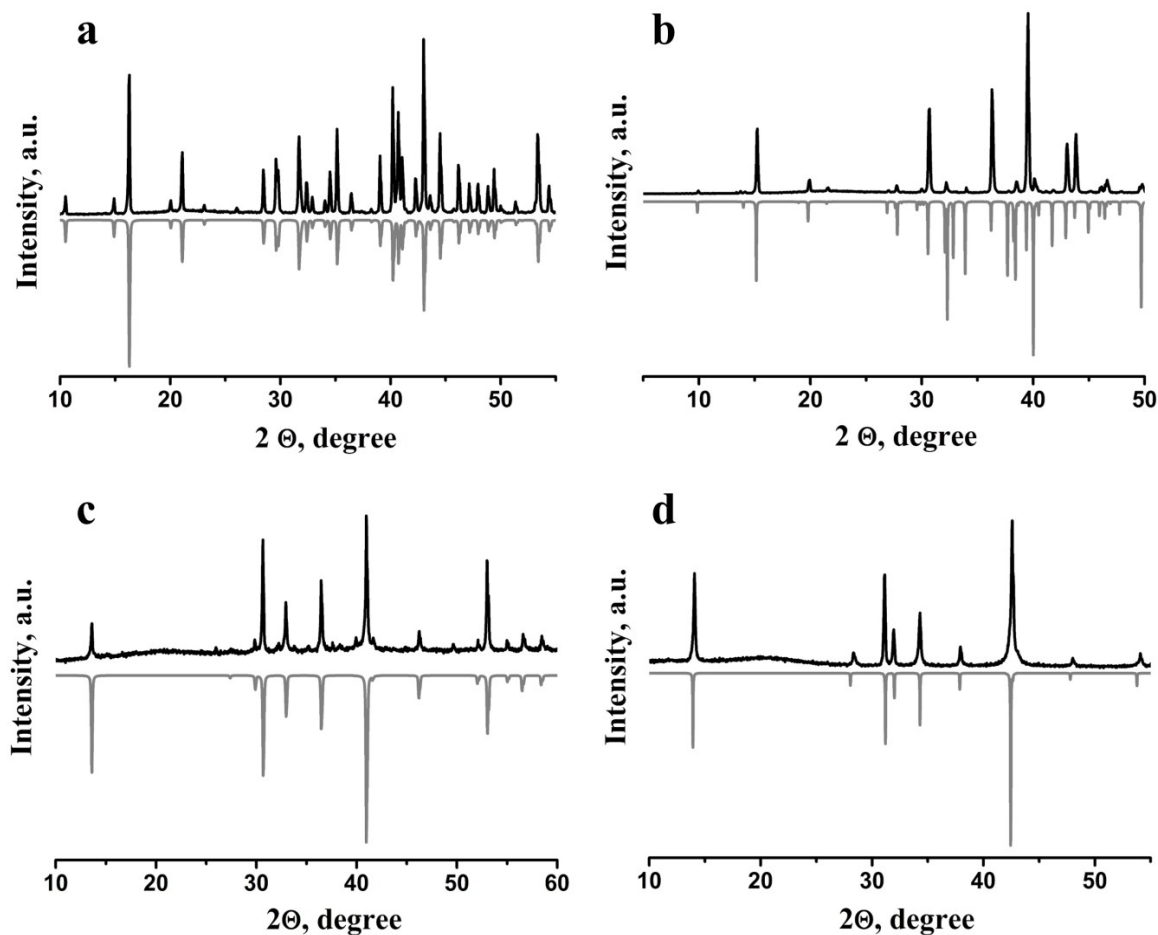 a
Intensity, a.u.
10 20 30 40 50
2 Θ, degree
b
Intensity, a.u.
10 20 30 40 50
2 Θ, degree
c
Intensity, a.u.
10 20 30 40 50 60
2Θ, degree
d
Intensity, a.u.
10 20 30 40 50
2Θ, degree